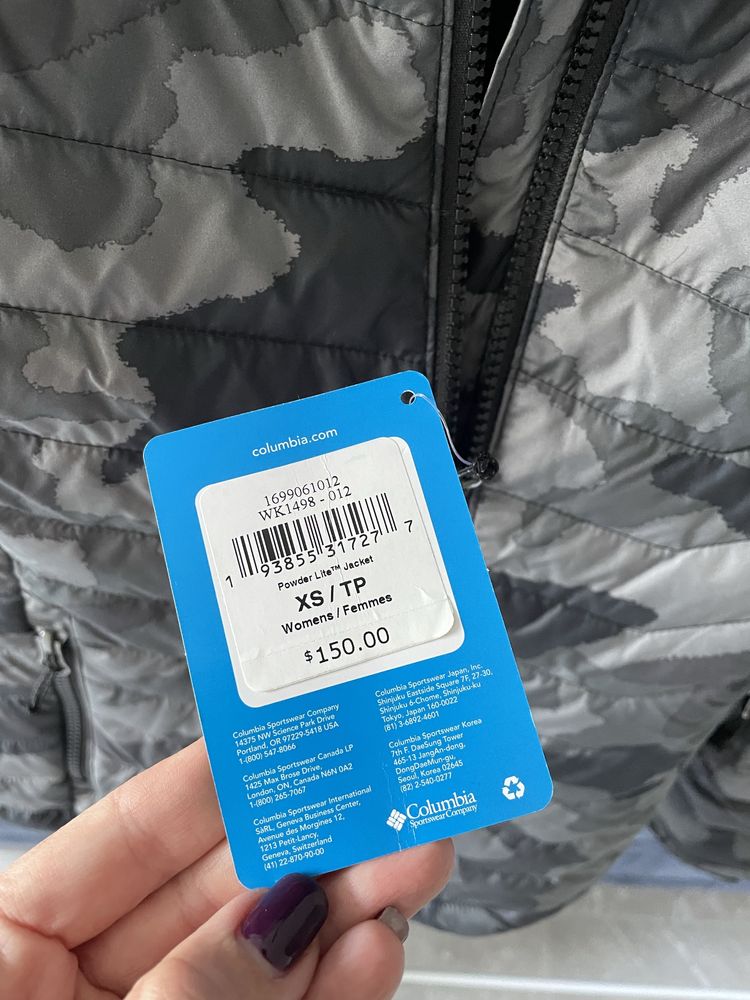 columbia.com
1699061012
WK1498 - 012
1 93855 31727 7
Powder Lite™ Jacket
XS / TP
Womens / Femmes
$150.00
Columbia Sportswear Company
14375 NW Science Park Drive
Portland, OR 97229-5418 USA
1-(800) 547-8066
Columbia Sportswear Canada LP
1425 Max Brose Drive,
London, ON, Canada N6N 0A2
1-(800) 265-7067
Columbia Sportswear International
SàRL, Geneva Business Center,
Avenue des Morgines 12,
1213 Petit-Lancy,
Geneva, Switzerland
(41) 22-870-90-00
Columbia Sportswear Japan, Inc.
Shinjuku Eastside Square 7F, 27-30,
Shinjuku 6-Chome, Shinjuku-ku
Tokyo, Japan 160-0022
(81) 3-6892-4601
Columbia Sportswear Korea
7th F. DaeSung Tower
465-13 JangAn-dong,
DongDaeMun-gu,
Seoul, Korea 02645
(82) 2-540-0277
Columbia
Sportswear Company